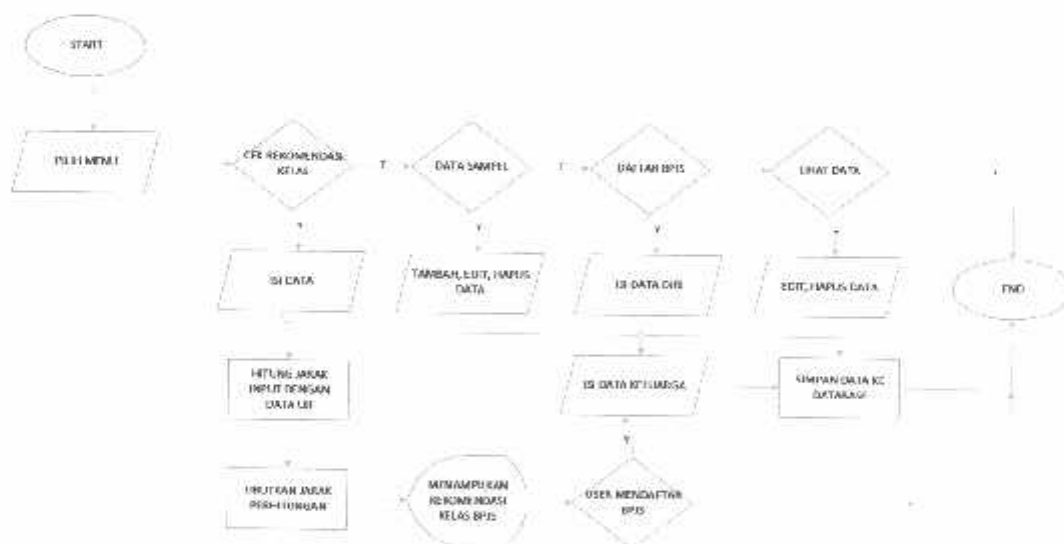 START
PILIH MENU
CEK REKOMENDASI
KELAS
T
DATA SAMPEL
T
DAFTAR BPJS
LIHAT DATA
Y
Y
Y
ISI DATA
TAMBAH, EDIT, HAPUS
DATA
ISI DATA DIRI
EDIT, HAPUS DATA
END
HITUNG JARAK
INPUT DENGAN
DATA UJI
ISI DATA KELUARGA
SIMPAN DATA KE
DATABASE
Y
URUTKAN JARAK
PERHITUNGAN
MENAMPILKAN
REKOMENDASI
KELAS BPJS
USER MENDAFTAR
BPJS